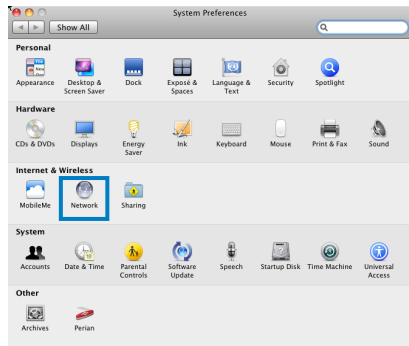 System Preferences
Show All
Personal
Appearance
Desktop &
Screen Saver
Dock
Exposé &
Spaces
Language &
Text
Security
Spotlight
Hardware
CDs & DVDs
Displays
Energy
Saver
Ink
Keyboard
Mouse
Print & Fax
Sound
Internet & Wireless
MobileMe
Network
Sharing
System
Accounts
Date & Time
Parental
Controls
Software
Update
Speech
Startup Disk
Time Machine
Universal
Access
Other
Archives
Perian